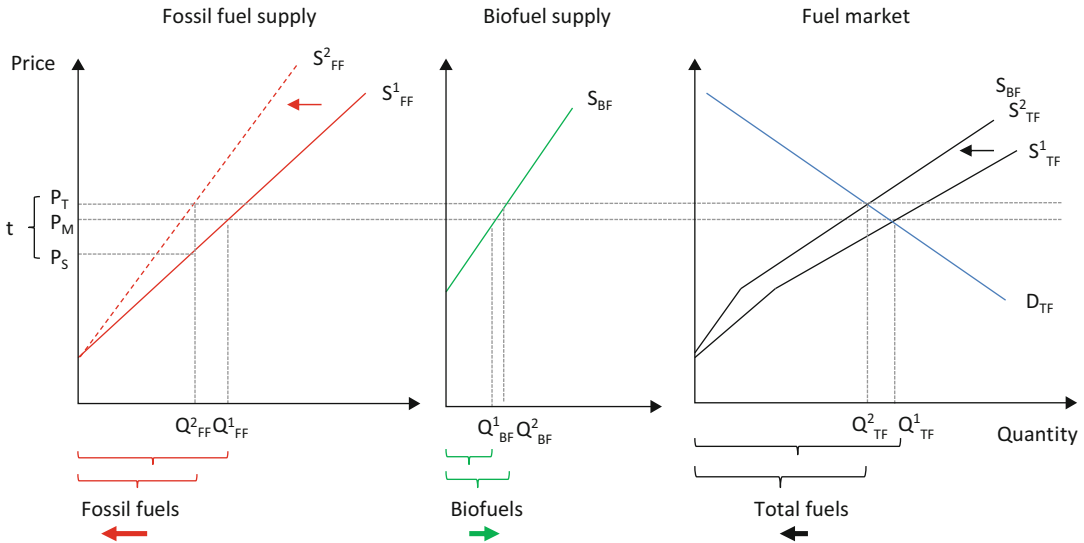 Fossil fuel supply
Biofuel supply
Fuel market
Price
S²FF
S¹FF
SBF
SBF
S²TF
S¹TF
PT
PM
PS
t
DTF
Q²FF Q¹FF
Q¹BF Q²BF
Q²TF Q¹TF
Quantity
Fossil fuels
Biofuels
Total fuels